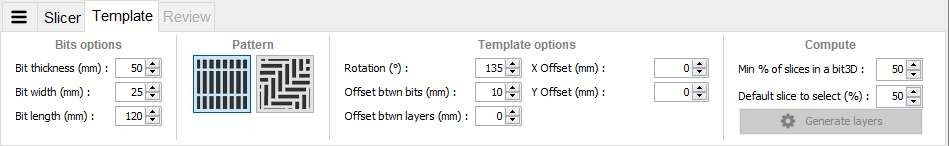 Slicer Template Review
Bits options
Bit thickness (mm) : 50
Bit width (mm) : 25
Bit length (mm) : 120
Pattern
Template options
Rotation (°) : 135 X Offset (mm) : 0
Offset btwn bits (mm) : 10 Y Offset (mm) : 0
Offset btwn layers (mm) : 0
Compute
Min % of slices in a bit3D : 50
Default slice to select (%) : 50
Generate layers